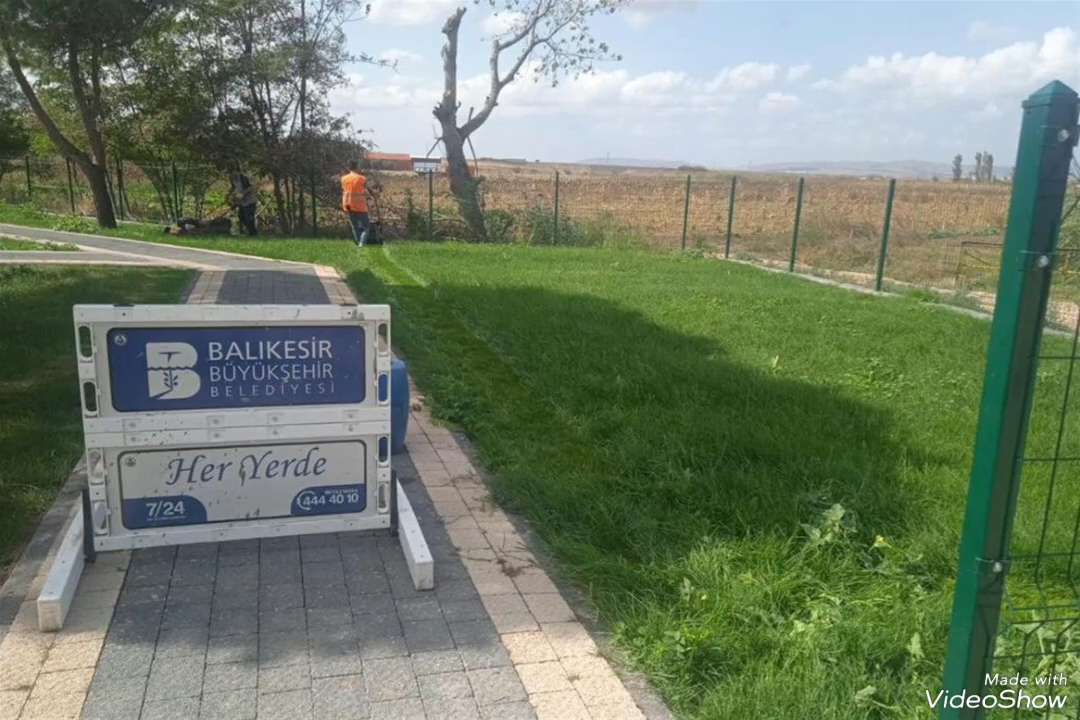 BALIKESİR
BÜYÜKŞEHİR
BELEDİYESİ
Her Yerde
7/24
444 40 10
Made with
VideoShow